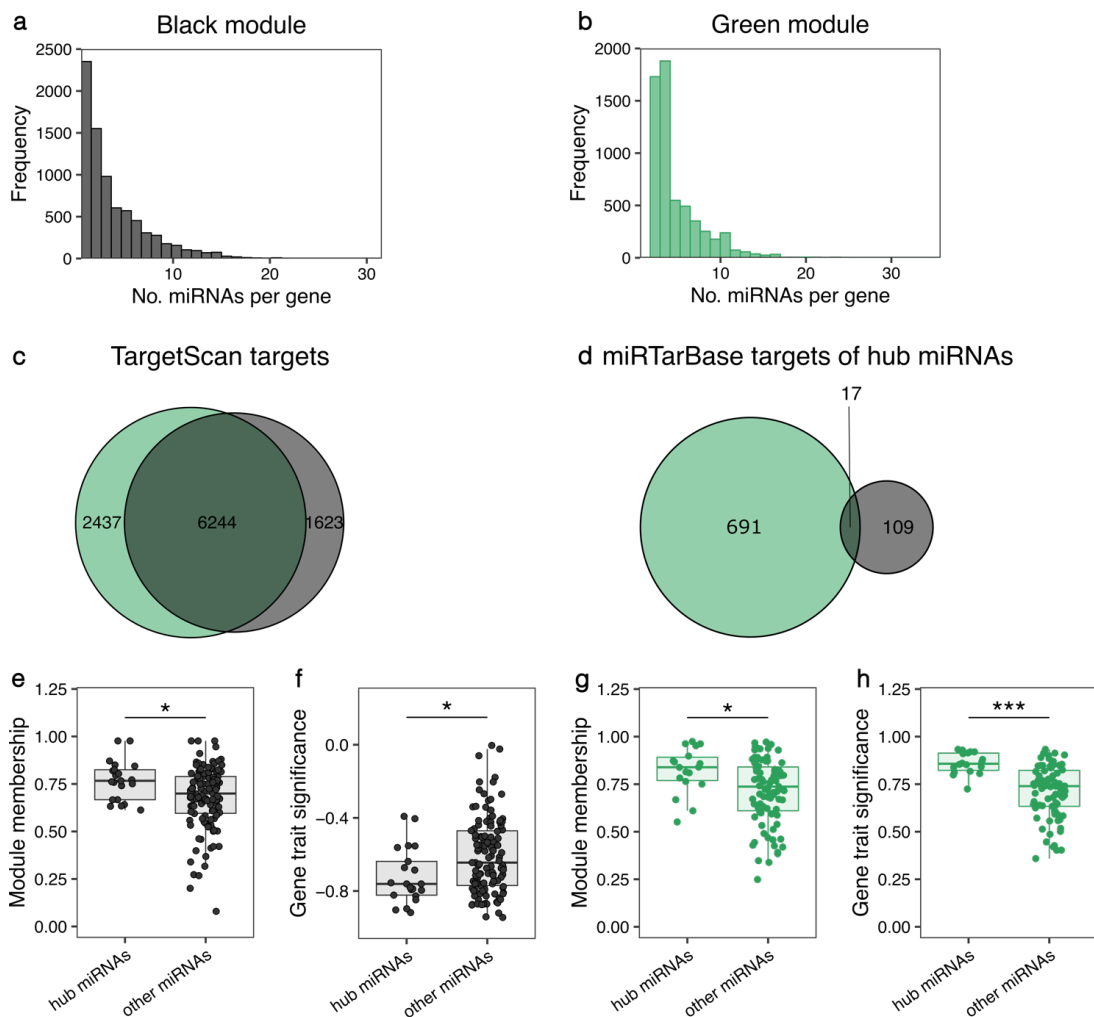 a
Black module
2500
2000
1500
1000
500
0
Frequency
10
20
30
No. miRNAs per gene
b
Green module
2000
1500
1000
500
0
Frequency
10
20
30
No. miRNAs per gene
c
TargetScan targets
2437
6244
1623
d miRTarBase targets of hub miRNAs
17
691
109
e
1.25
1.00
0.75
0.50
0.25
0.00
Module membership
*
hub miRNAs
other miRNAs
f
0.0
−0.4
−0.8
Gene trait significance
*
hub miRNAs
other miRNAs
g
1.25
1.00
0.75
0.50
0.25
0.00
Module membership
*
hub miRNAs
other miRNAs
h
1.25
1.00
0.75
0.50
0.25
0.00
Gene trait significance
***
hub miRNAs
other miRNAs